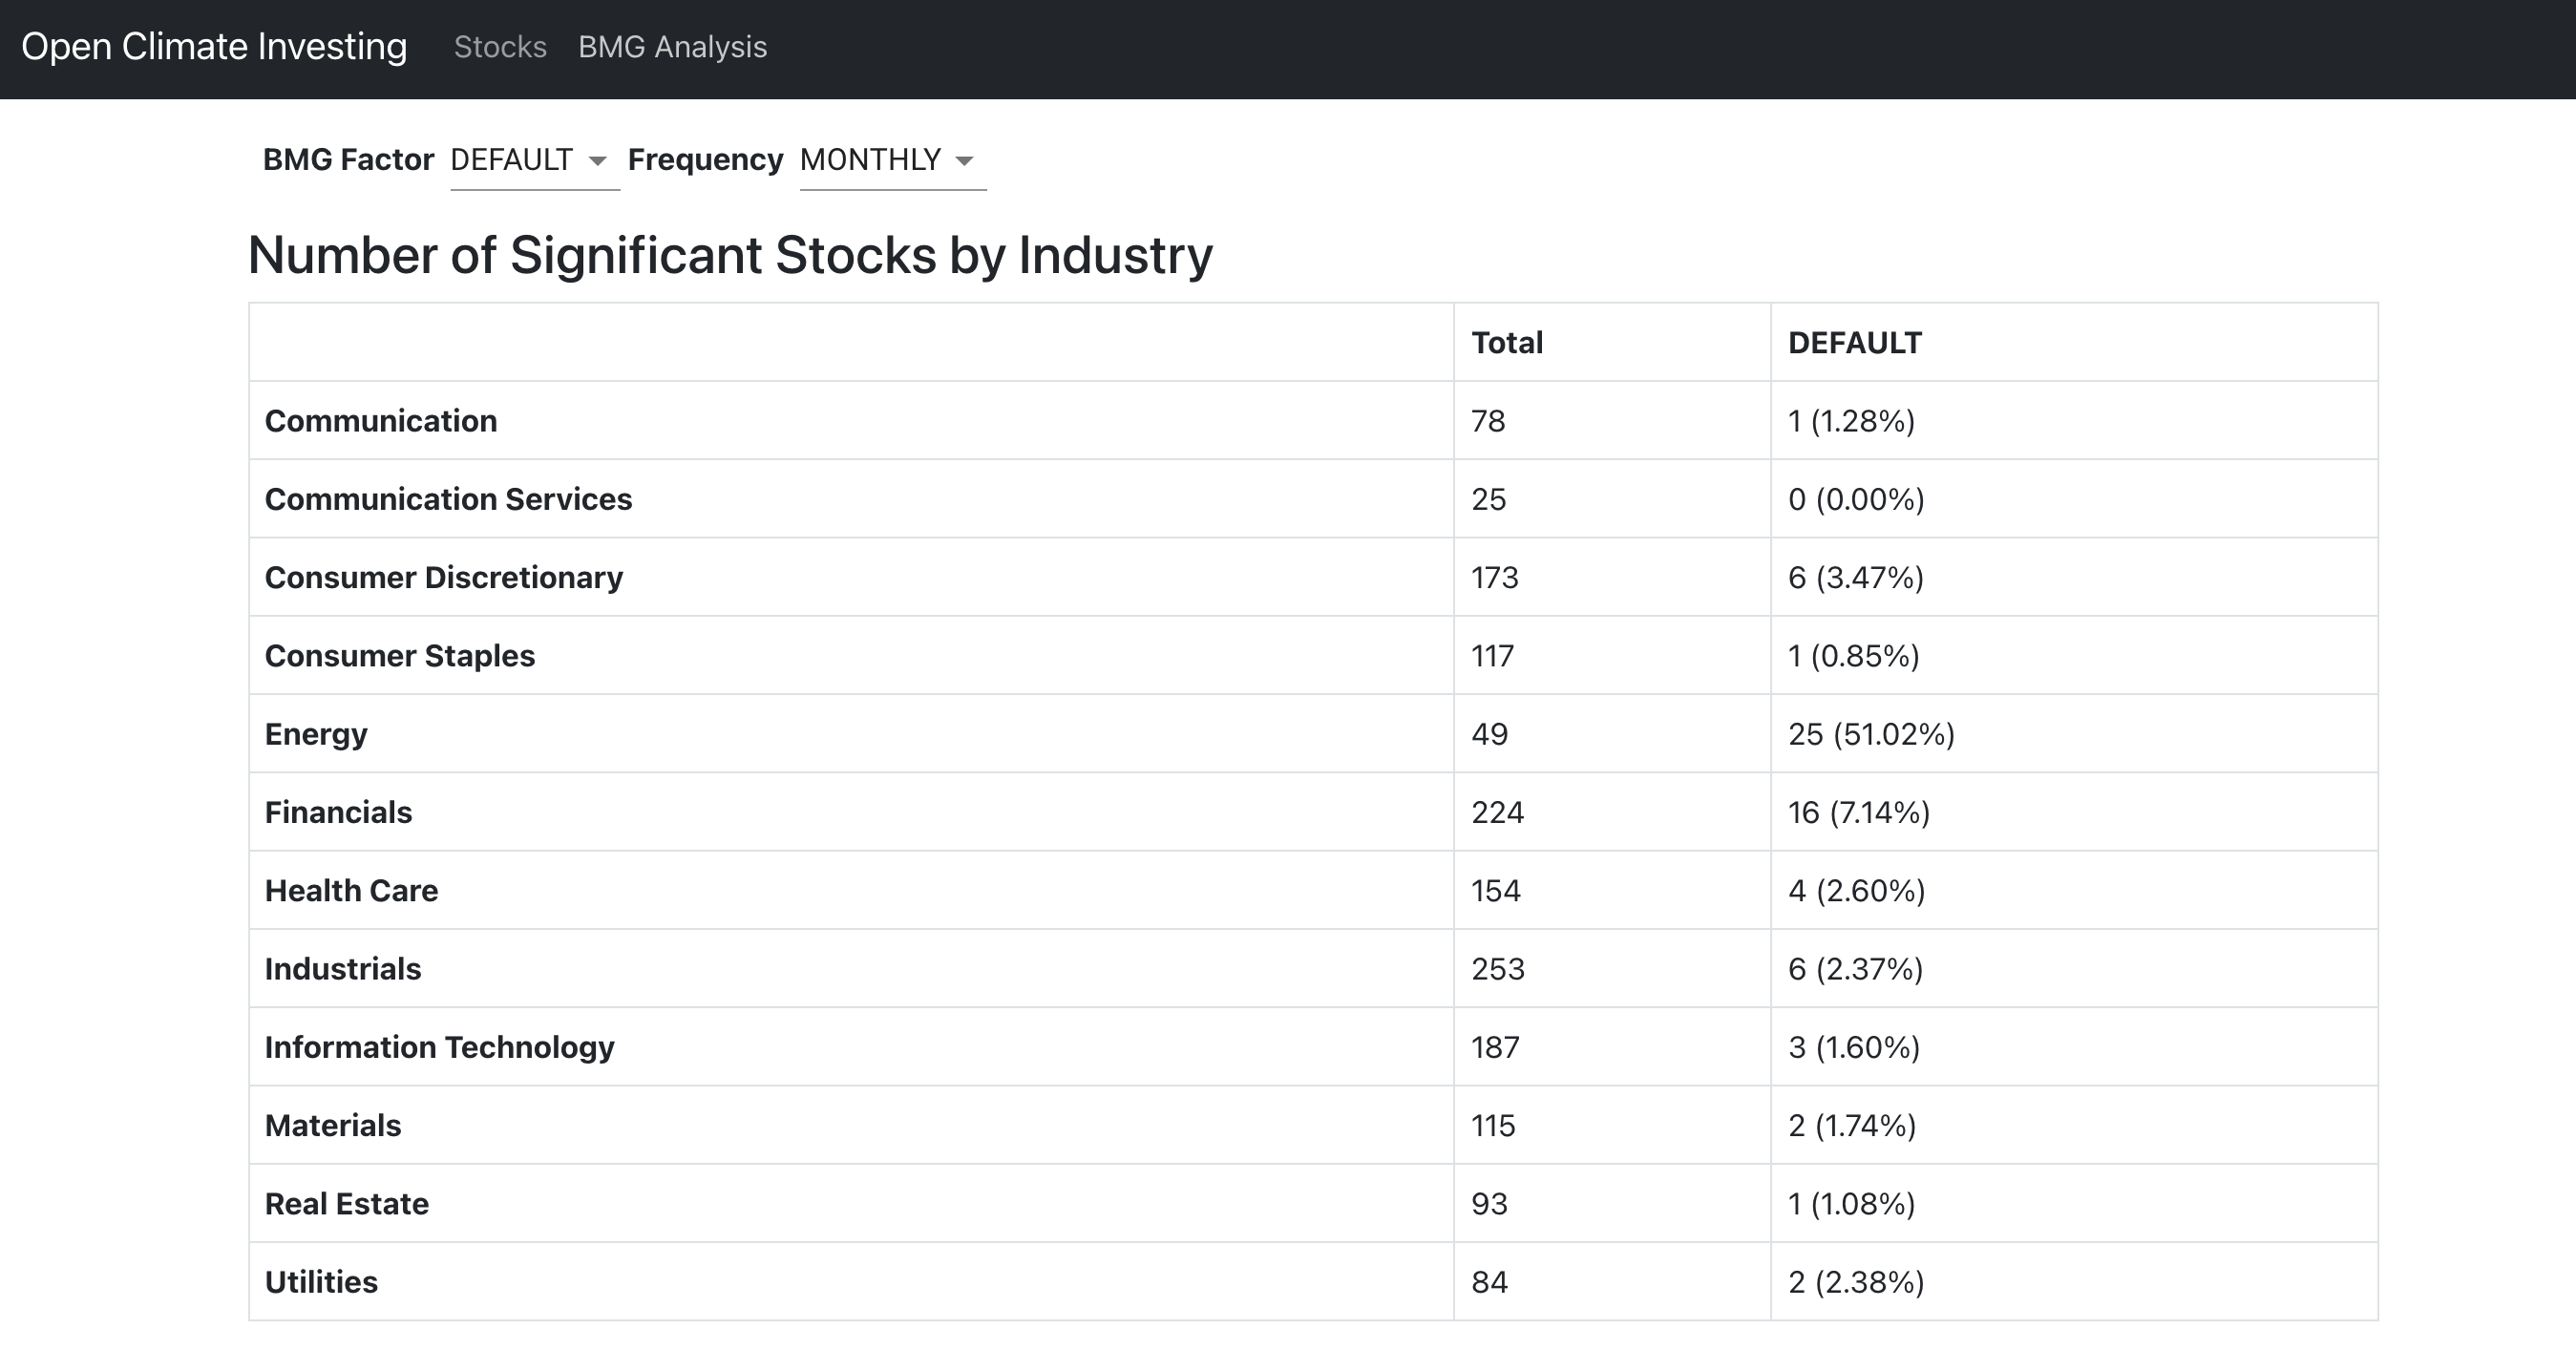 Open Climate Investing Stocks BMG Analysis
BMG Factor DEFAULT Frequency MONTHLY
Number of Significant Stocks by Industry
Total DEFAULT
Communication 78 1 (1.28%)
Communication Services 25 0 (0.00%)
Consumer Discretionary 173 6 (3.47%)
Consumer Staples 117 1 (0.85%)
Energy 49 25 (51.02%)
Financials 224 16 (7.14%)
Health Care 154 4 (2.60%)
Industrials 253 6 (2.37%)
Information Technology 187 3 (1.60%)
Materials 115 2 (1.74%)
Real Estate 93 1 (1.08%)
Utilities 84 2 (2.38%)